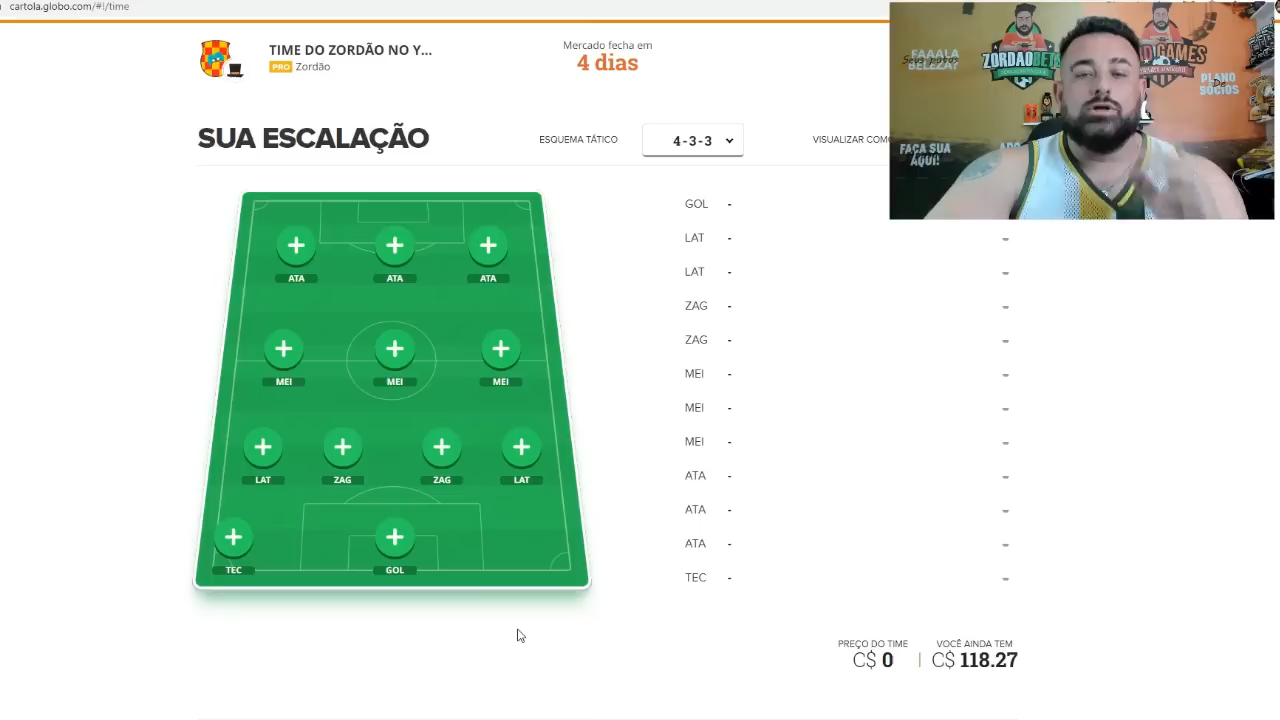 cartola.globo.com/#!/time
TIME DO ZORDÃO NO Y...
PRO Zordão
Mercado fecha em
4 dias
SUA ESCALAÇÃO
ESQUEMA TÁTICO
4-3-3
VISUALIZAR COMO
ATA
ATA
ATA
MEI
MEI
MEI
LAT
ZAG
ZAG
LAT
TEC
GOL
GOL - 
LAT - -
LAT - -
ZAG - -
ZAG - -
MEI - -
MEI - -
MEI - -
ATA - -
ATA - -
ATA - -
TEC - -
PREÇO DO TIME
C$ 0
VOCÊ AINDA TEM
C$ 118.27
FAAALA
BELEZA?
ZORDÃOBETS
GAMES
PLANO
De
SÓCIOS
FAÇA SUA
AQUI!